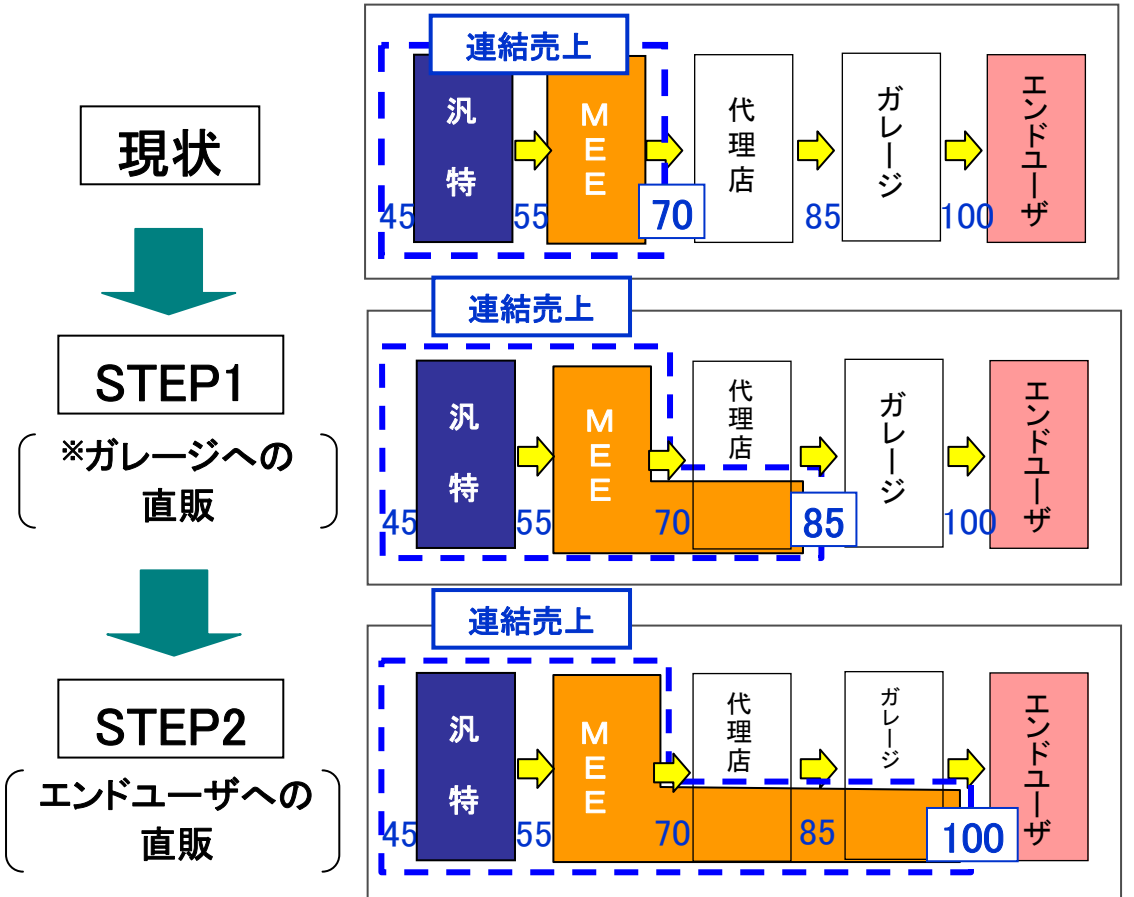 連結売上
現状
汎特
MEE
代理店
ガレージ
エンドユーザ
45
55
70
85
100
連結売上
STEP1
※ガレージへの
直販
汎特
MEE
代理店
ガレージ
エンドユーザ
45
55
70
85
100
連結売上
STEP2
エンドユーザへの
直販
汎特
MEE
代理店
ガレージ
エンドユーザ
45
55
70
85
100